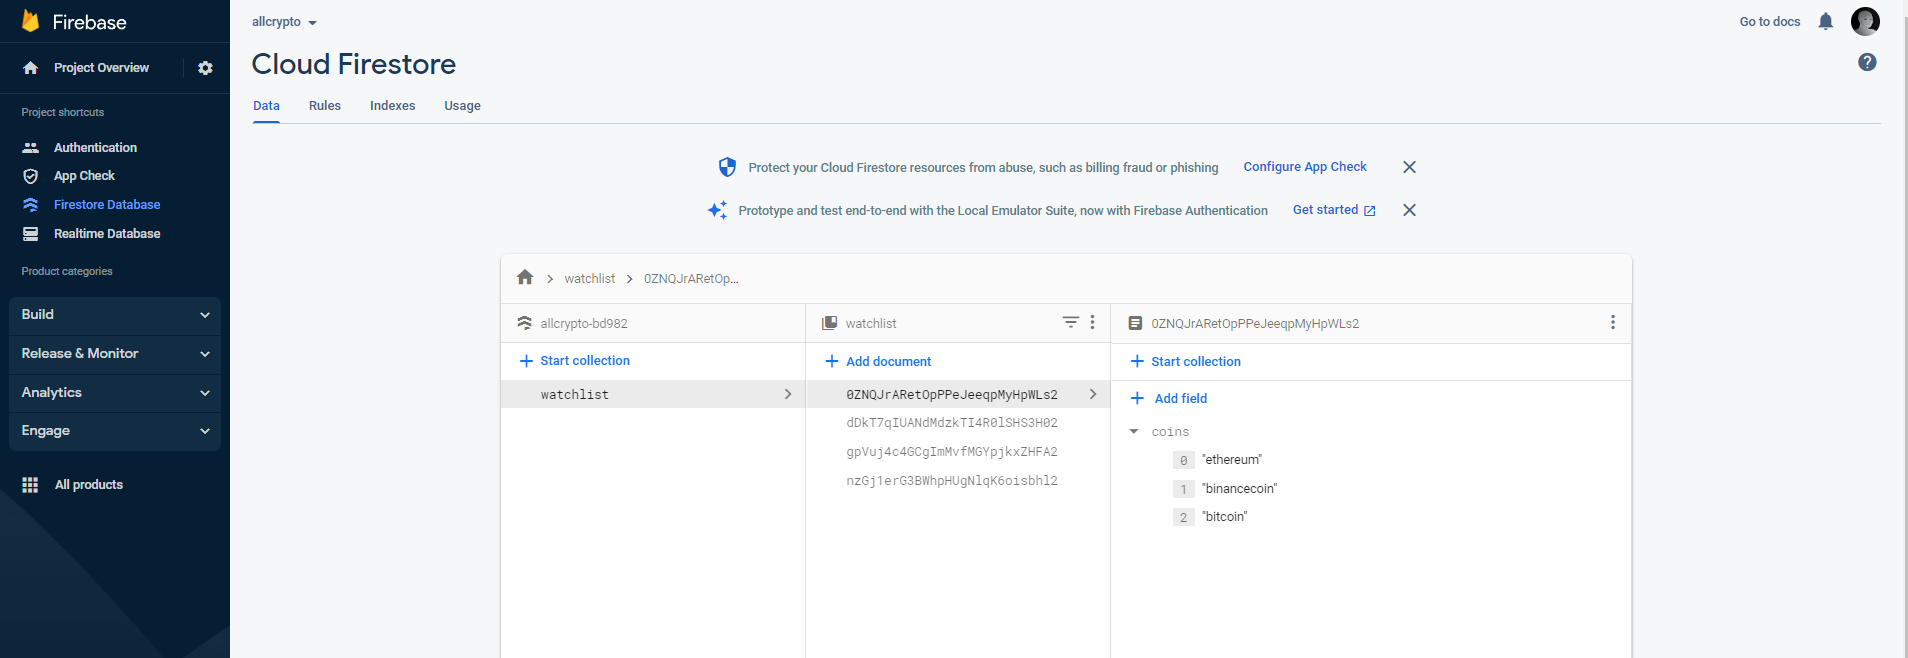 Firebase
Project Overview
Project shortcuts
Authentication
App Check
Firestore Database
Realtime Database
Product categories
Build
Release & Monitor
Analytics
Engage
All products
allcrypto
Go to docs
Cloud Firestore
Data Rules Indexes Usage
Protect your Cloud Firestore resources from abuse, such as billing fraud or phishing Configure App Check
Prototype and test end-to-end with the Local Emulator Suite, now with Firebase Authentication Get started
watchlist 0ZNQJrARetOp...
allcrypto-bd982
Start collection
watchlist
watchlist
Add document
0ZNQJrARetOpPPeJeeqpMyHpWLs2
dDkT7qIUANdMdzkTI4R0lSHS3H02
gpVuj4c4GCgImMvfMGYpjkxZHFA2
nzGj1erG3BWhpHUgNlqK6oisbhl2
0ZNQJrARetOpPPeJeeqpMyHpWLs2
Start collection
Add field
coins
0 "ethereum"
1 "binancecoin"
2 "bitcoin"